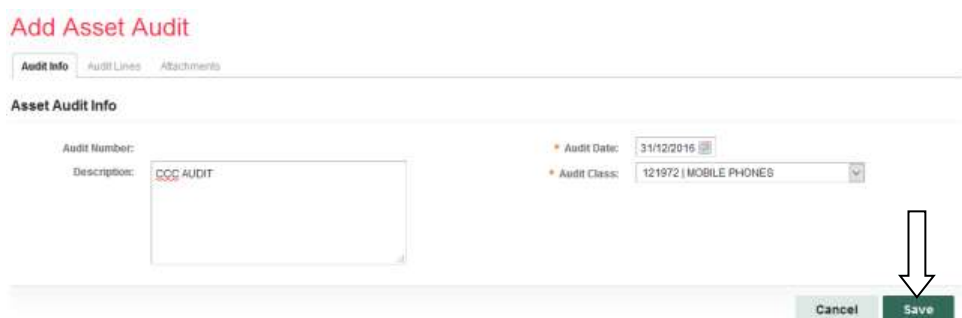 Add Asset Audit
Audit Info Audit Lines Attachments
Asset Audit Info
Audit Number:
Description: CCC AUDIT
* Audit Date: 31/12/2016
* Audit Class: 121972 | MOBILE PHONES
Cancel Save